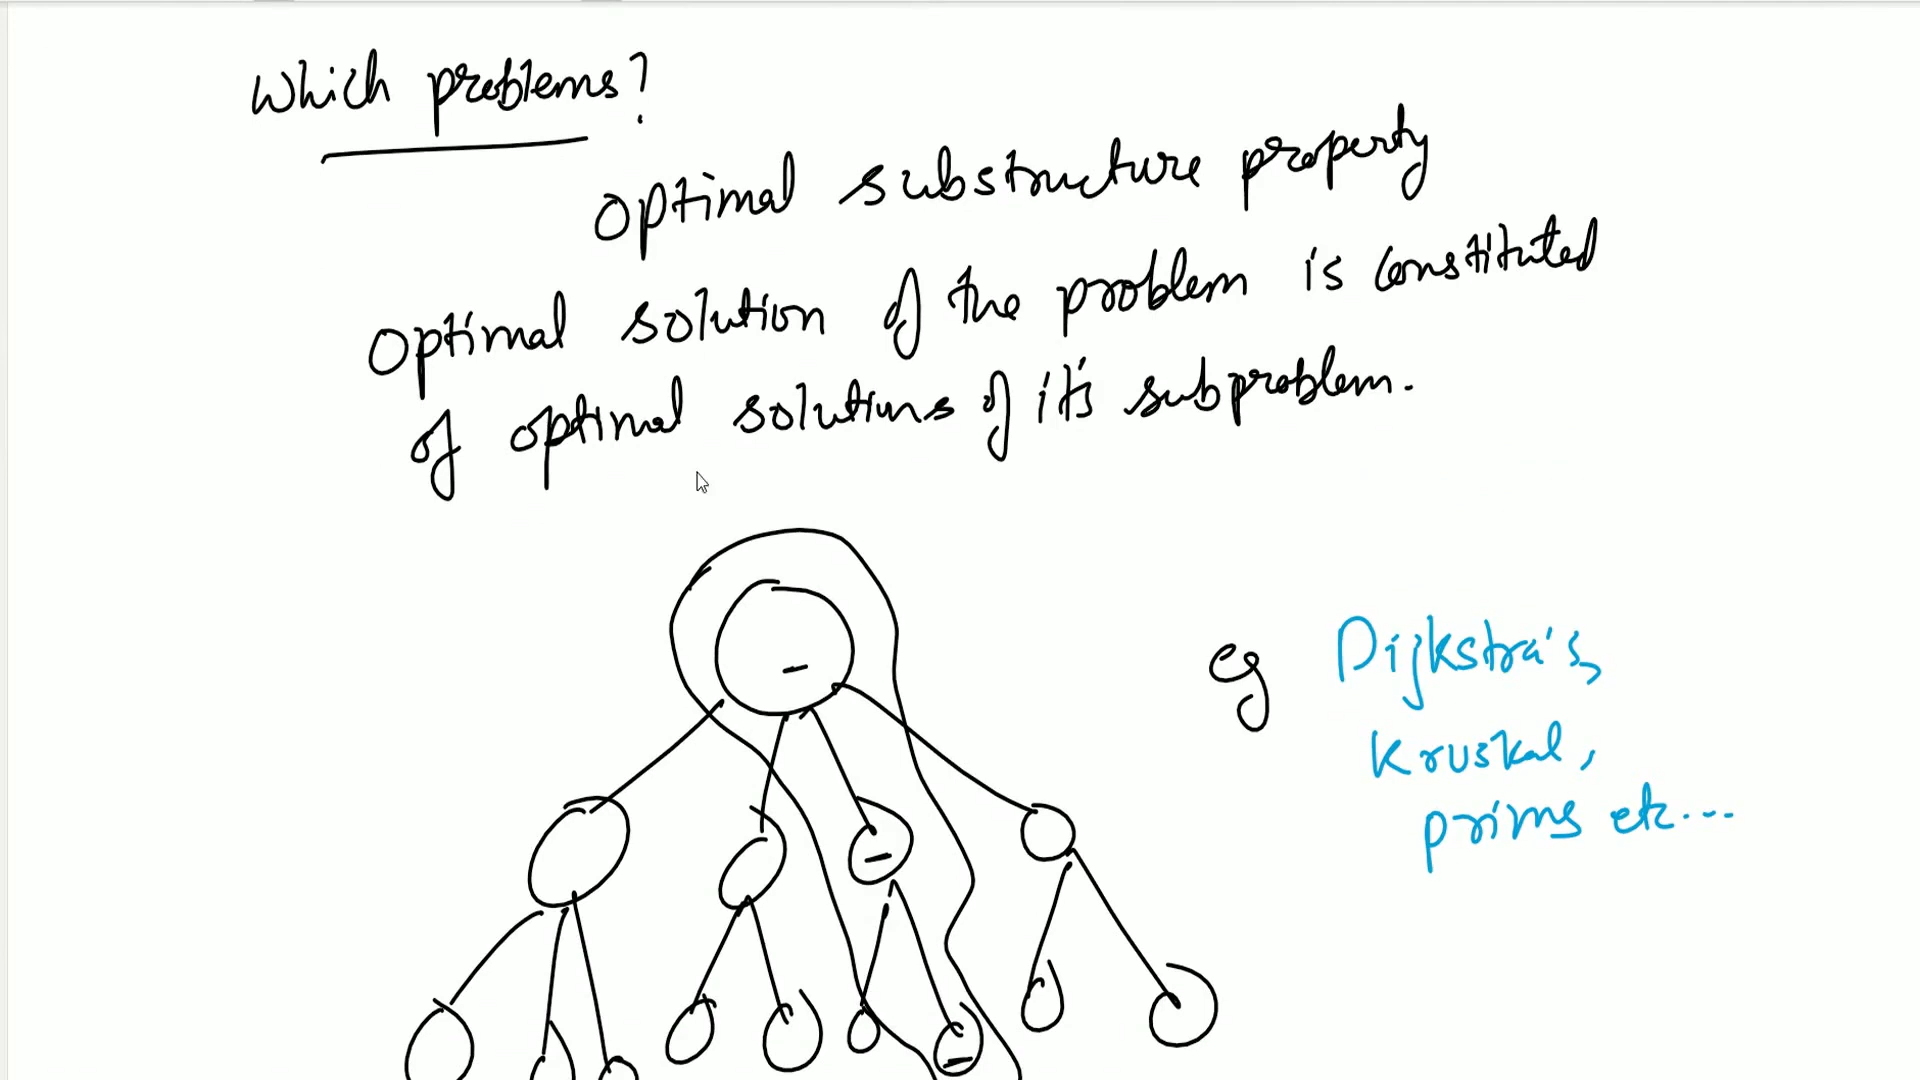 Which problems?
Optimal substructure property
Optimal solution of the problem is constituted
of optimal solutions of it's subproblem.
eg Dijkstra's,
Kruskal,
prims etc...